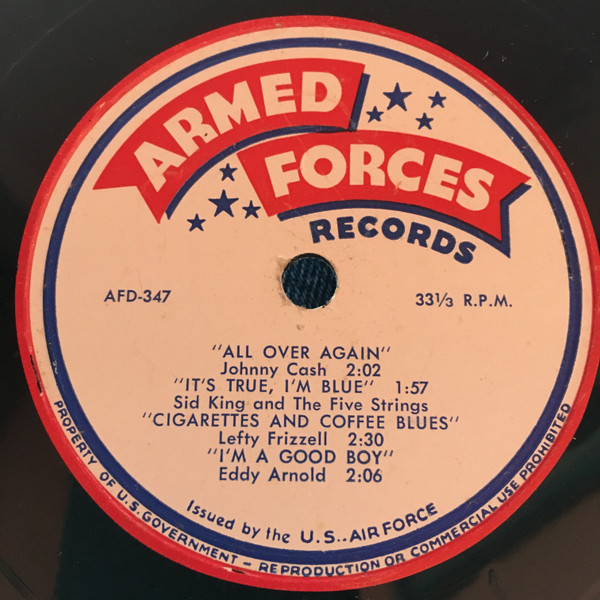 ARMED
FORCES
RECORDS
AFD-347
33⅓ R.P.M.
"ALL OVER AGAIN"
Johnny Cash 2:02
"IT'S TRUE, I'M BLUE" 1:57
Sid King and The Five Strings
"CIGARETTES AND COFFEE BLUES"
Lefty Frizzell 2:30
"I'M A GOOD BOY"
Eddy Arnold 2:06
Issued by the U.S..AIR FORCE
PROPERTY OF U.S. GOVERNMENT – REPRODUCTION OR COMMERCIAL USE PROHIBITED